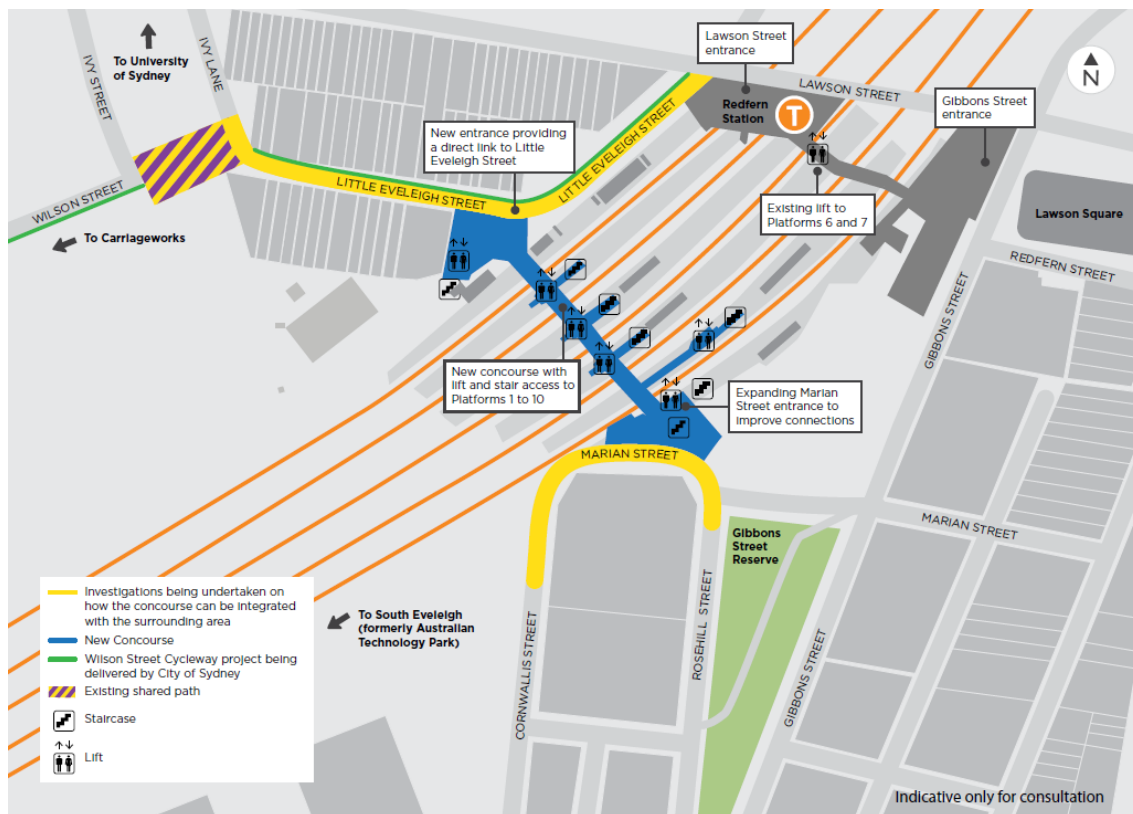 To University
of Sydney
IVY STREET
IVY LANE
Lawson Street
entrance
LAWSON STREET
N
Redfern
Station
T
Gibbons Street
entrance
New entrance providing
a direct link to Little
Eveleigh Street
LITTLE EVELEIGH STREET
LITTLE EVELEIGH STREET
WILSON STREET
To Carriageworks
Existing lift to
Platforms 6 and 7
Lawson Square
REDFERN STREET
GIBBONS STREET
New concourse with
lift and stair access to
Platforms 1 to 10
Expanding Marian
Street entrance to
improve connections
MARIAN STREET
MARIAN STREET
Gibbons
Street
Reserve
To South Eveleigh
(formerly Australian
Technology Park)
CORNWALLIS STREET
ROSEHILL STREET
GIBBONS STREET
Investigations being undertaken on
how the concourse can be integrated
with the surrounding area
New Concourse
Wilson Street Cycleway project being
delivered by City of Sydney
Existing shared path
Staircase
Lift
Indicative only for consultation